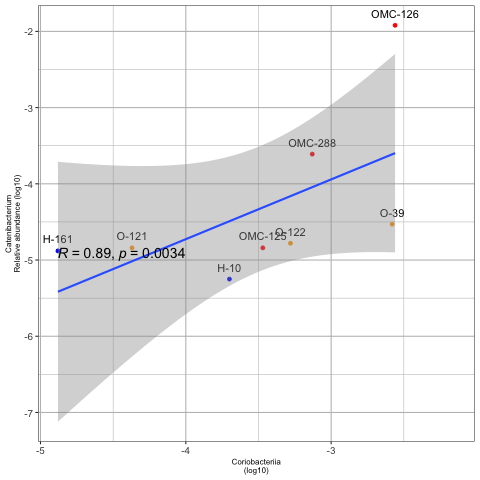 OMC-126
-2
-3
OMC-288
-4
O-39
H-161
O-121
OMC-125
O-122
R = 0.89, p = 0.0034
-5
H-10
-6
-7
Catenibacterium
Relative abundance (log10)
-5
-4
-3
Coriobacteriia
(log10)